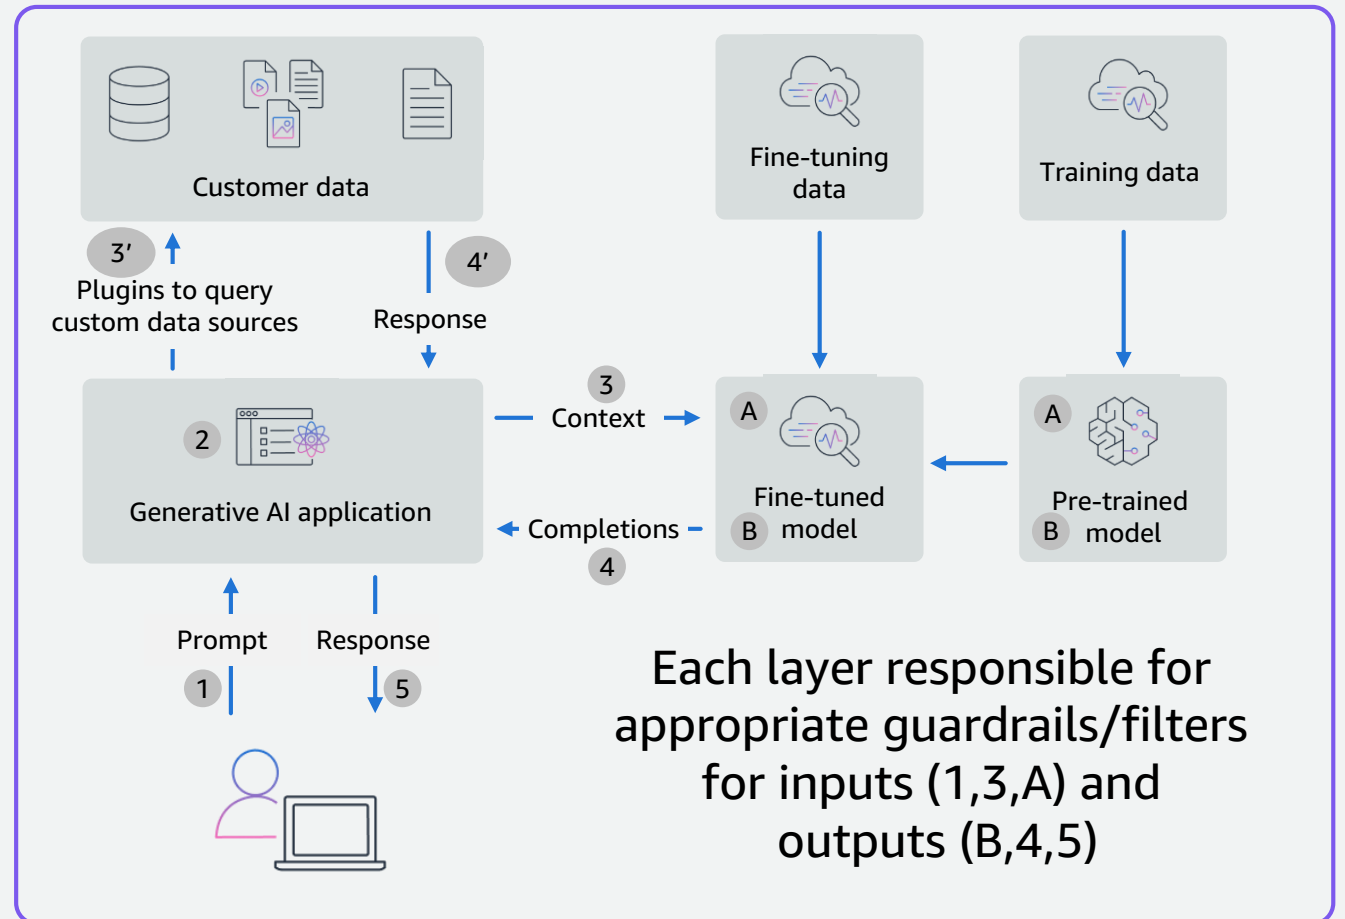 Customer data
Fine-tuning
data
Training data
3'
4'
Plugins to query
custom data sources
Response
3
Context
2
Generative AI application
Completions
4
A
Fine-tuned
B model
A
Pre-trained
B model
Prompt
Response
1
5
Each layer responsible for
appropriate guardrails/filters
for inputs (1,3,A) and
outputs (B,4,5)